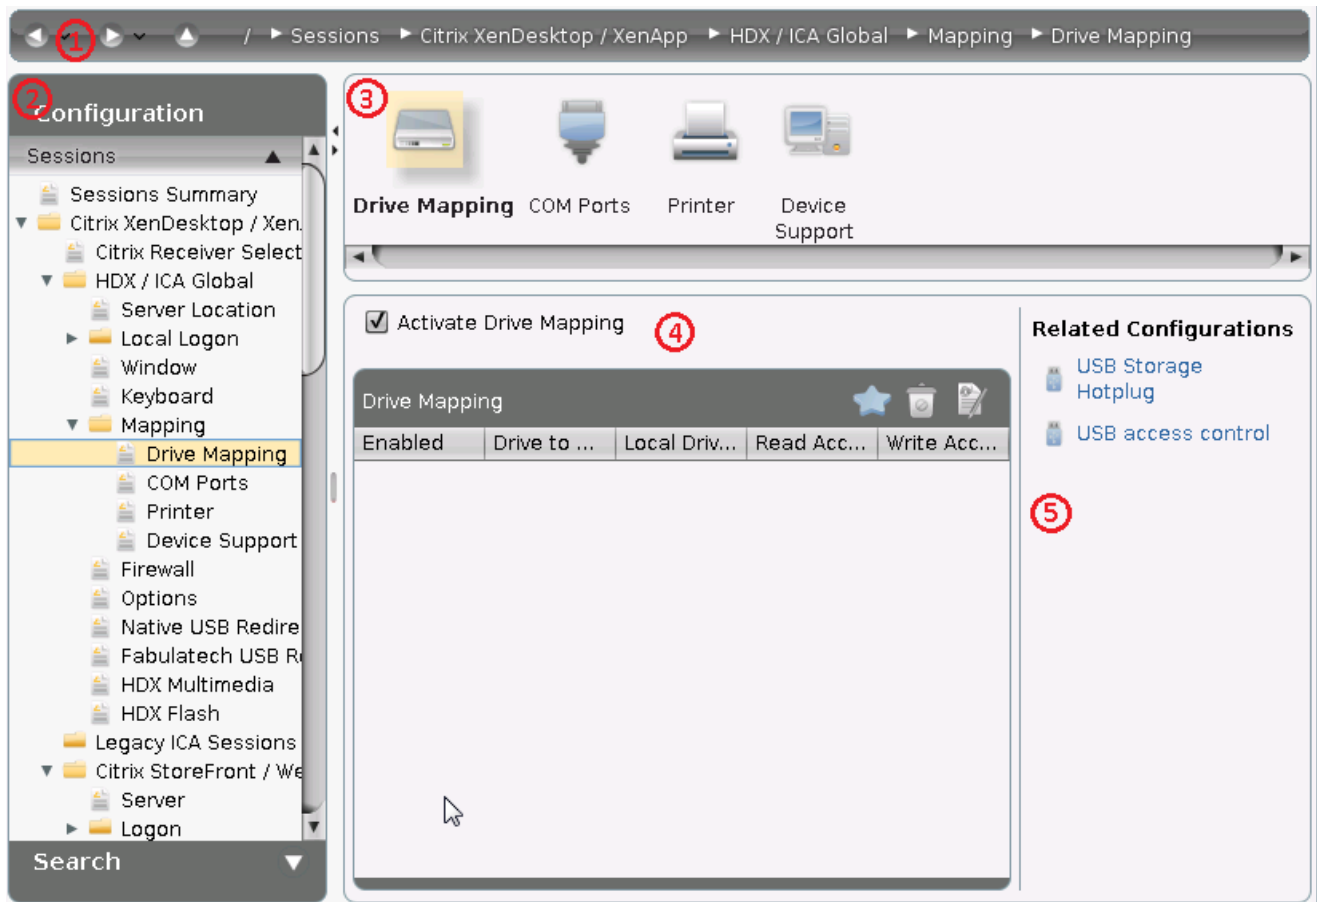 1
/ Sessions Citrix XenDesktop / XenApp HDX / ICA Global Mapping Drive Mapping
2
Configuration
Sessions
Sessions Summary
Citrix XenDesktop / Xen
Citrix Receiver Select
HDX / ICA Global
Server Location
Local Logon
Window
Keyboard
Mapping
Drive Mapping
COM Ports
Printer
Device Support
Firewall
Options
Native USB Redire
Fabulatech USB R
HDX Multimedia
HDX Flash
Legacy ICA Sessions
Citrix StoreFront / We
Server
Logon
Search
3
Drive Mapping
COM Ports
Printer
Device
Support
Activate Drive Mapping
4
Drive Mapping
Enabled Drive to ... Local Driv... Read Acc... Write Acc...
Related Configurations
USB Storage
Hotplug
USB access control
5